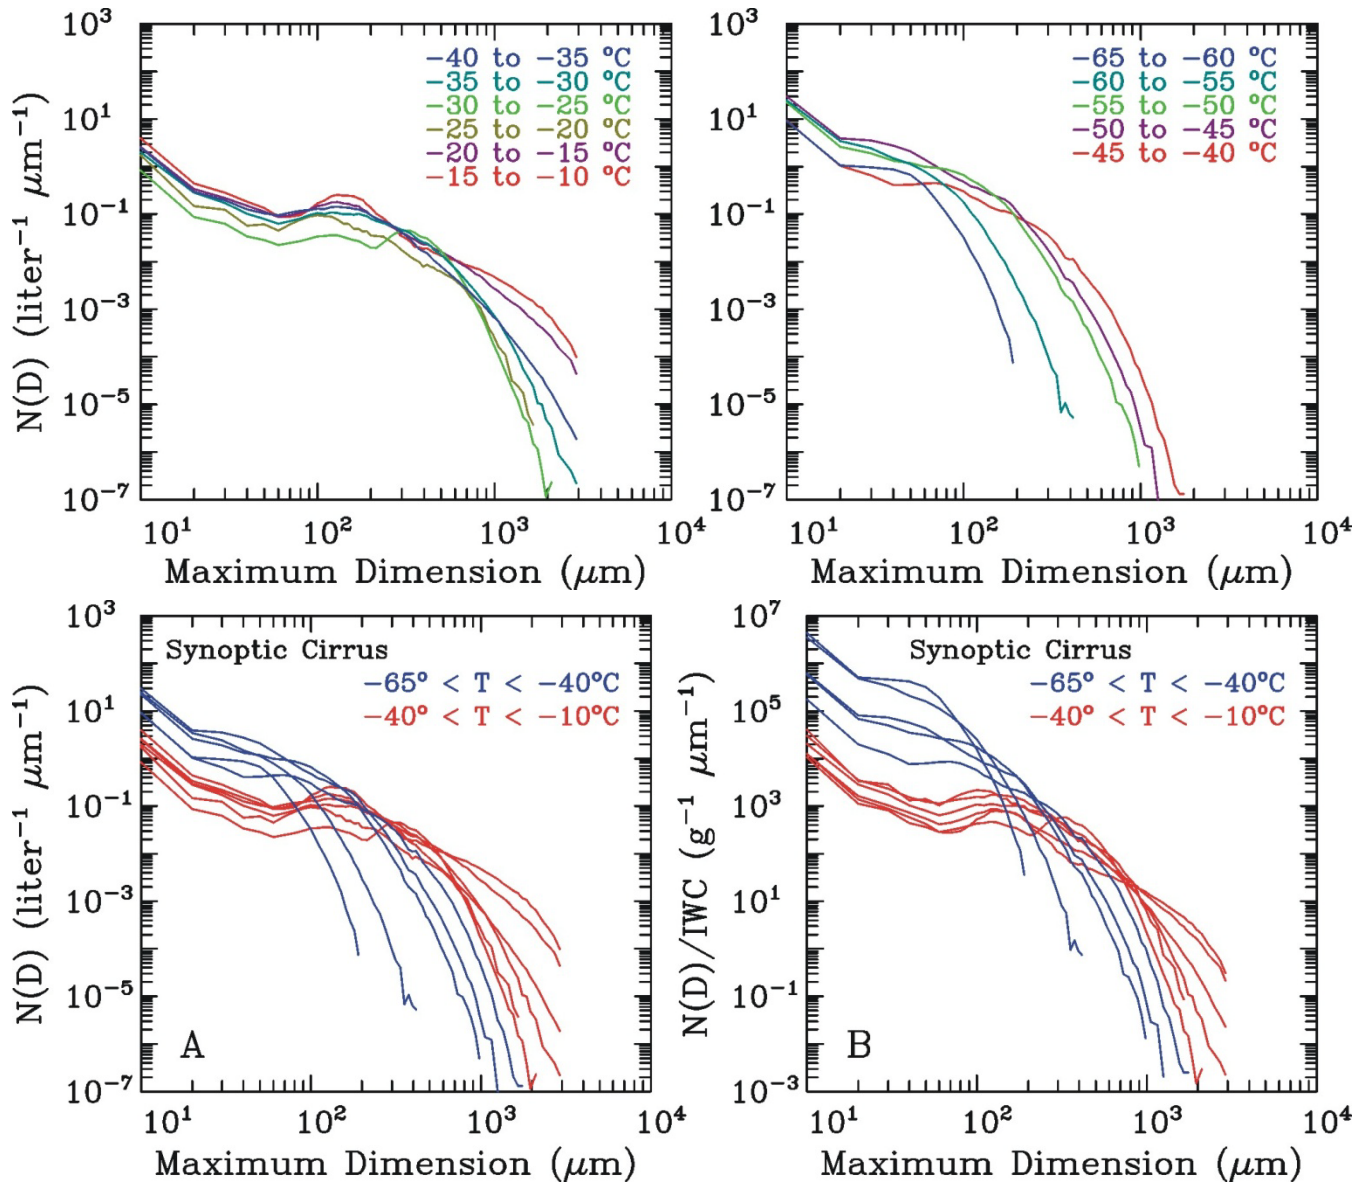 10³
10¹
10⁻¹
10⁻³
10⁻⁵
10⁻⁷
N(D) (liter⁻¹ μm⁻¹)
−40 to −35 °C
−35 to −30 °C
−30 to −25 °C
−25 to −20 °C
−20 to −15 °C
−15 to −10 °C
10¹ 10² 10³ 10⁴
Maximum Dimension (μm)
10³
10¹
10⁻¹
10⁻³
10⁻⁵
10⁻⁷
−65 to −60 °C
−60 to −55 °C
−55 to −50 °C
−50 to −45 °C
−45 to −40 °C
10¹ 10² 10³ 10⁴
Maximum Dimension (μm)
10³
10¹
10⁻¹
10⁻³
10⁻⁵
10⁻⁷
N(D) (liter⁻¹ μm⁻¹)
Synoptic Cirrus
−65° < T < −40°C
−40° < T < −10°C
A
10¹ 10² 10³ 10⁴
Maximum Dimension (μm)
10⁷
10⁵
10³
10¹
10⁻¹
10⁻³
N(D)/IWC (g⁻¹ μm⁻¹)
Synoptic Cirrus
−65° < T < −40°C
−40° < T < −10°C
B
10¹ 10² 10³ 10⁴
Maximum Dimension (μm)